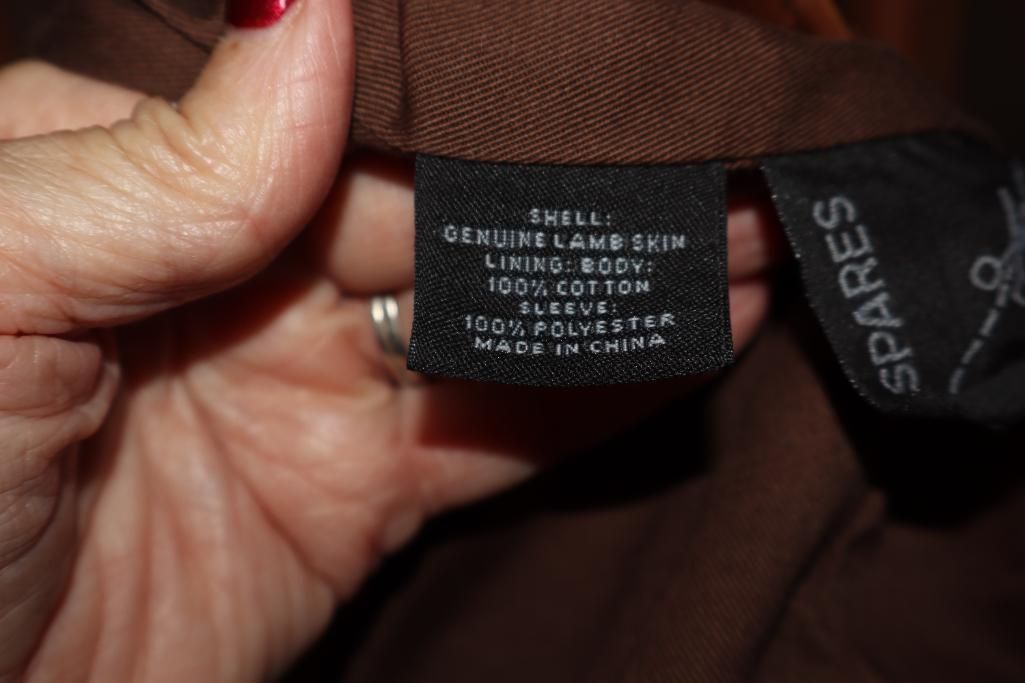 SHELL:
GENUINE LAMB SKIN
LINING: BODY:
100% COTTON
SLEEVE:
100% POLYESTER
MADE IN CHINA
SPARES